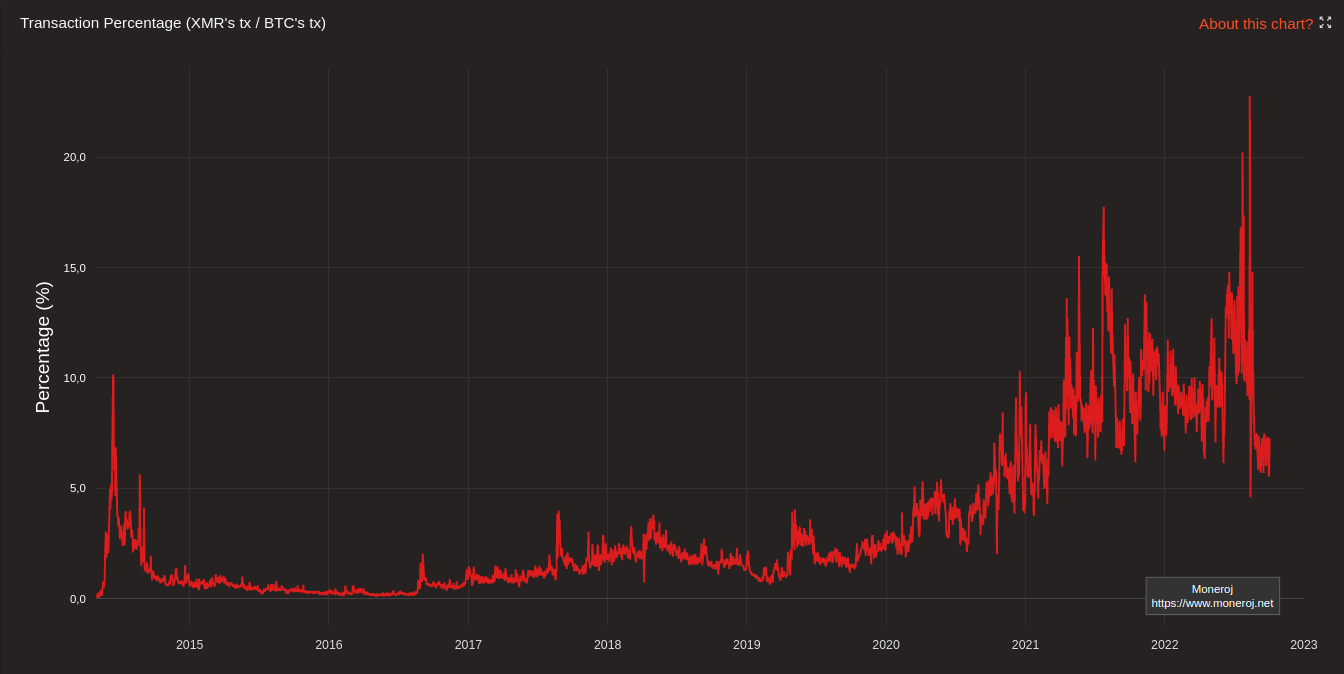 Transaction Percentage (XMR's tx / BTC's tx)
About this chart?
Percentage (%)
20,0
15,0
10,0
5,0
0,0
Moneroj
https://www.moneroj.net
2015
2016
2017
2018
2019
2020
2021
2022
2023